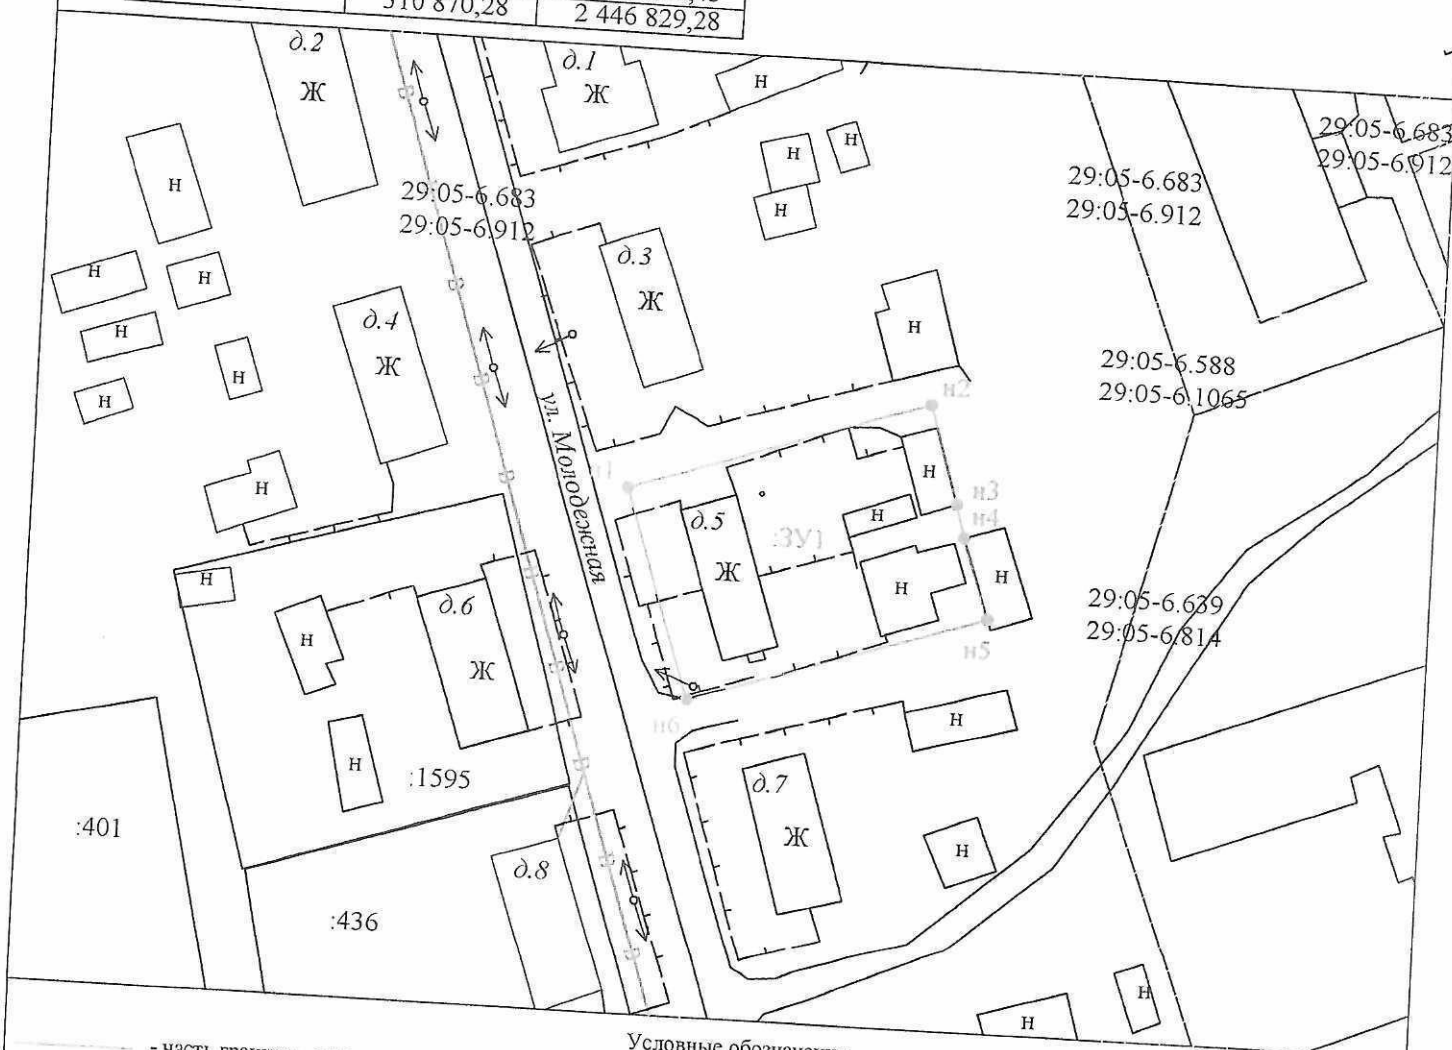 510 870,28 2 446 829,28
д.2
Ж
д.1
Ж
н
29:05-6.683
29:05-6.912
н
н
н
н
29:05-6.683
29:05-6.912
29:05-6.683
29:05-6.912
В
н
н
н
н
н
н
д.3
Ж
В
д.4
Ж
В
н
29:05-6.588
29:05-6.1065
н2
н1
ул. Молодежная
В
н
н
д.5
Ж
:ЗУ1
н
н3
н4
н
н
н5
н6
29:05-6.639
29:05-6.814
н
н
н
д.6
Ж
В
В
:1595
:401
:436
В
д.7
Ж
н
н
д.8
В
В
н
н
Условные